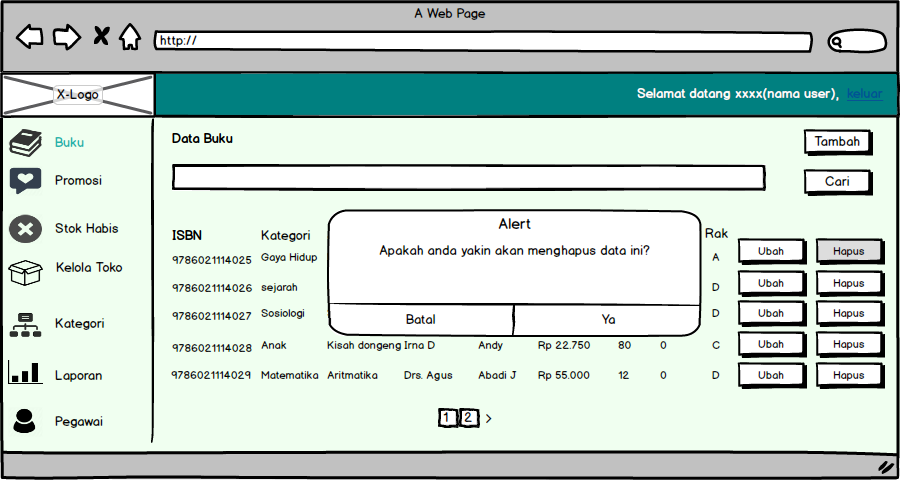 A Web Page
http://
X-Logo
Selamat datang xxxx(nama user), keluar
Buku
Promosi
Stok Habis
Kelola Toko
Kategori
Laporan
Pegawai
Data Buku
Tambah
Cari
ISBN Kategori Rak
9786021114025 Gaya Hidup A Ubah Hapus
9786021114026 sejarah D Ubah Hapus
9786021114027 Sosiologi D Ubah Hapus
9786021114028 Anak Kisah dongeng Irna D Andy Rp 22.750 80 0 C Ubah Hapus
9786021114029 Matematika Aritmatika Drs. Agus Abadi J Rp 55.000 12 0 D Ubah Hapus
Alert
Apakah anda yakin akan menghapus data ini?
Batal Ya
1 2 >